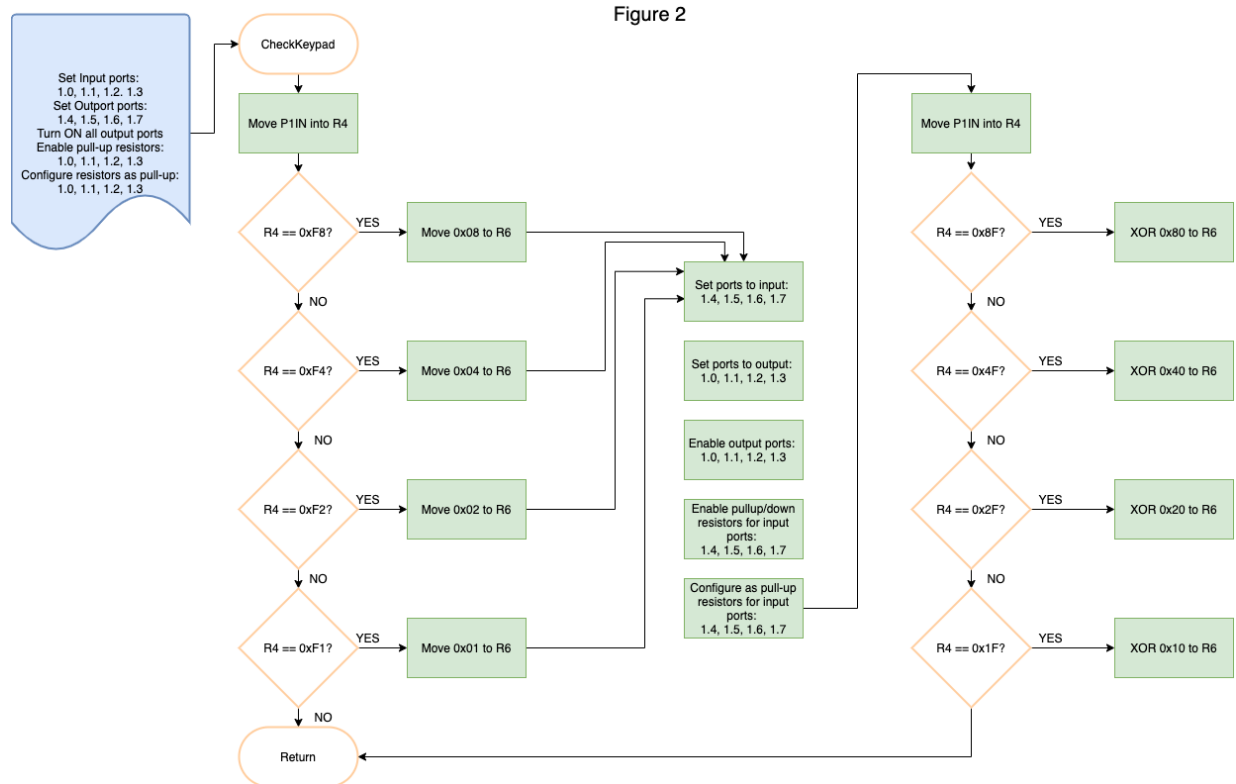 Figure 2
Set Input ports:
1.0, 1.1, 1.2. 1.3
Set Outport ports:
1.4, 1.5, 1.6, 1.7
Turn ON all output ports
Enable pull-up resistors:
1.0, 1.1, 1.2, 1.3
Configure resistors as pull-up:
1.0, 1.1, 1.2, 1.3
CheckKeypad
Move P1IN into R4
R4 == 0xF8?
YES
Move 0x08 to R6
NO
R4 == 0xF4?
YES
Move 0x04 to R6
NO
R4 == 0xF2?
YES
Move 0x02 to R6
NO
R4 == 0xF1?
YES
Move 0x01 to R6
NO
Return
Set ports to input:
1.4, 1.5, 1.6, 1.7
Set ports to output:
1.0, 1.1, 1.2, 1.3
Enable output ports:
1.0, 1.1, 1.2, 1.3
Enable pullup/down
resistors for input
ports:
1.4, 1.5, 1.6, 1.7
Configure as pull-up
resistors for input
ports:
1.4, 1.5, 1.6, 1.7
Move P1IN into R4
R4 == 0x8F?
YES
XOR 0x80 to R6
NO
R4 == 0x4F?
YES
XOR 0x40 to R6
NO
R4 == 0x2F?
YES
XOR 0x20 to R6
NO
R4 == 0x1F?
YES
XOR 0x10 to R6